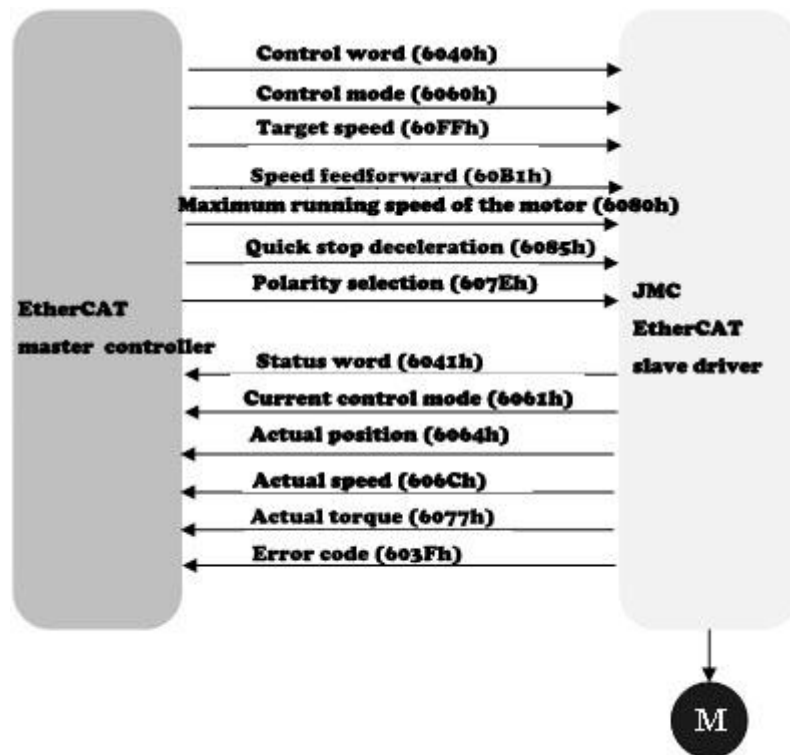 Control word (6040h)
Control mode (6060h)
Target speed (60FFh)
Speed feedforward (60B1h)
Maximum running speed of the motor (6080h)
Quick stop deceleration (6085h)
Polarity selection (607Eh)
EtherCAT
master controller
JMC
EtherCAT
slave driver
Status word (6041h)
Current control mode (6061h)
Actual position (6064h)
Actual speed (606Ch)
Actual torque (6077h)
Error code (603Fh)
M